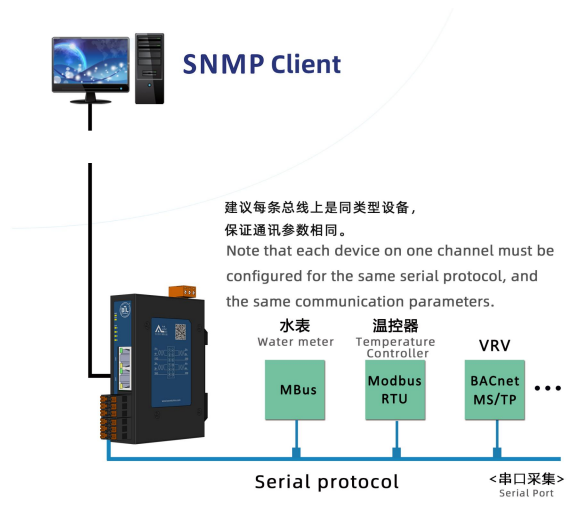 SNMP Client
建议每条总线上是同类型设备，
保证通讯参数相同。
Note that each device on one channel must be
configured for the same serial protocol, and
the same communication parameters.
水表
Water meter
温控器
Temperature
Controller
VRV
MBus
Modbus
RTU
BACnet
MS/TP
Serial protocol
<串口采集>
Serial Port